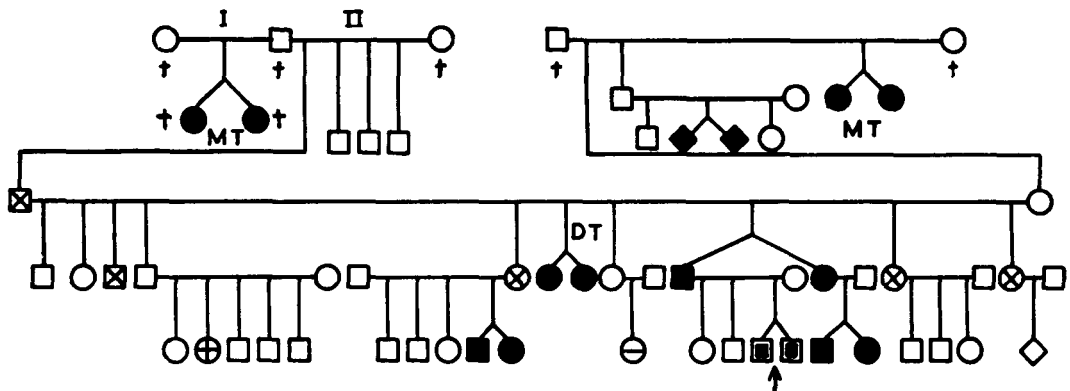 I II
† † † † †
† MT † MT
DT